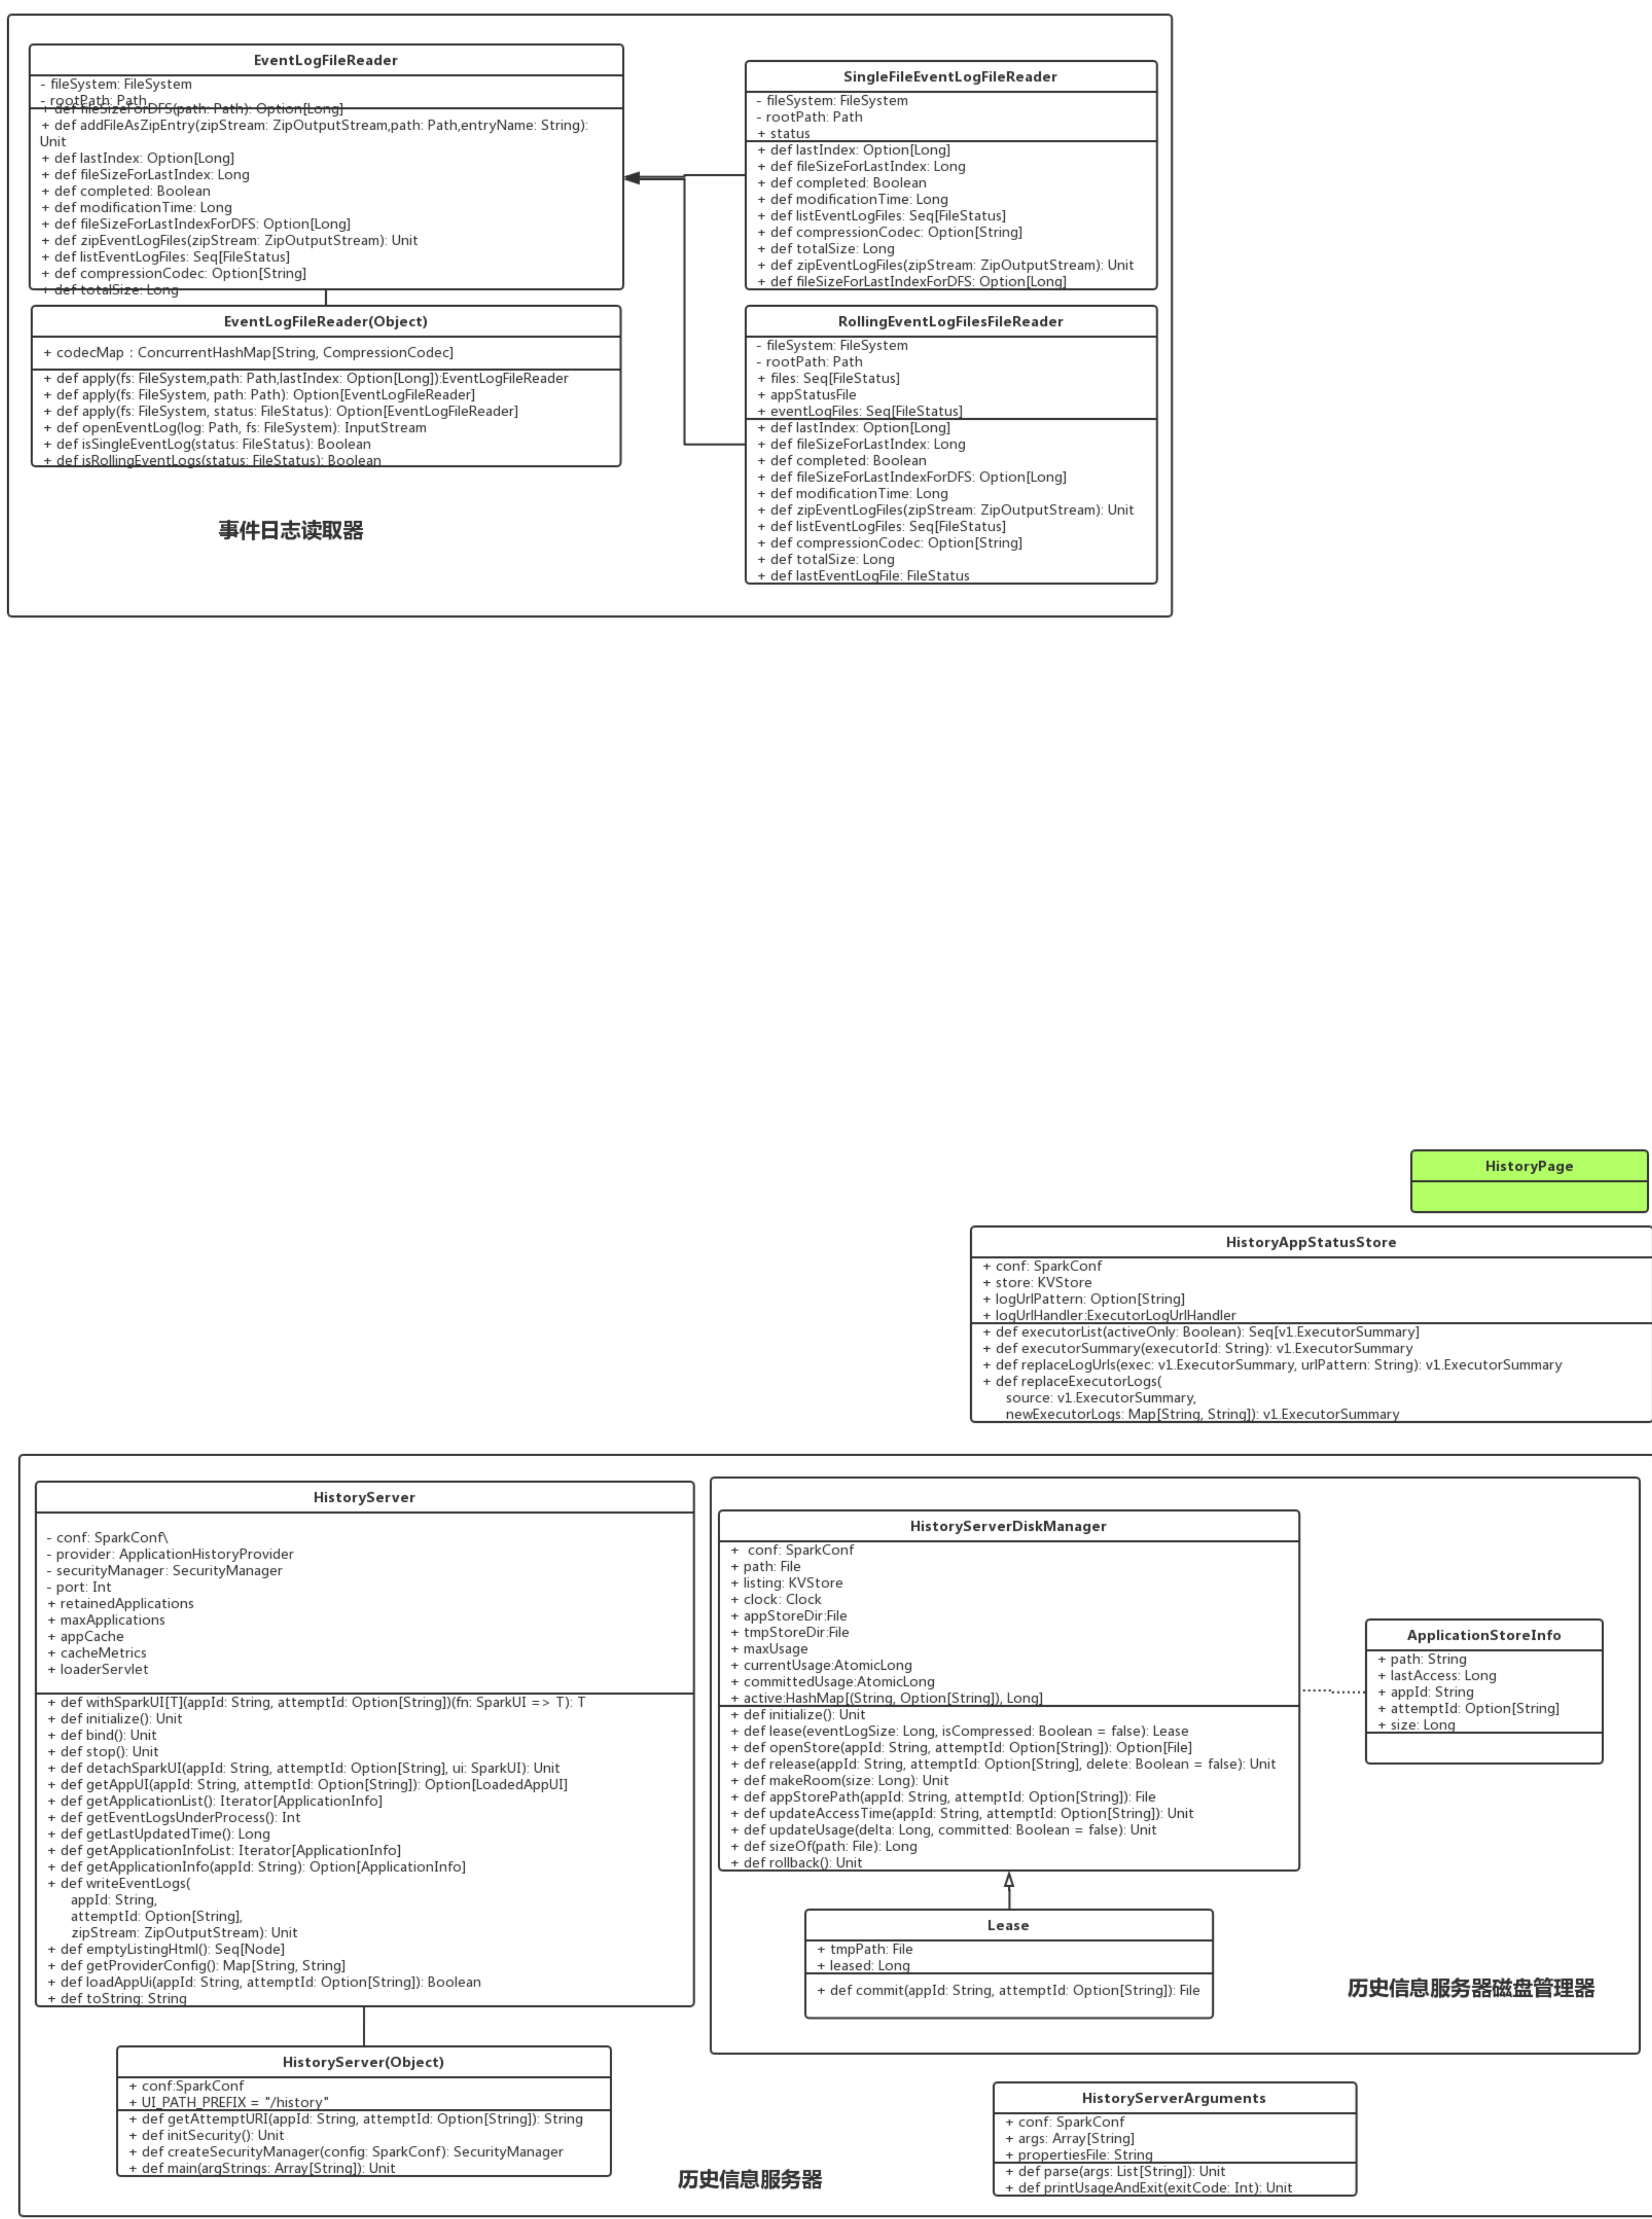 EventLogFileReader
- fileSystem: FileSystem
- rootPath: Path
+ def fileSizeForDFS(path: Path): Option[Long]
+ def addFileAsZipEntry(zipStream: ZipOutputStream,path: Path,entryName: String):
Unit
+ def lastIndex: Option[Long]
+ def fileSizeForLastIndex: Long
+ def completed: Boolean
+ def modificationTime: Long
+ def fileSizeForLastIndexForDFS: Option[Long]
+ def zipEventLogFiles(zipStream: ZipOutputStream): Unit
+ def listEventLogFiles: Seq[FileStatus]
+ def compressionCodec: Option[String]
+ def totalSize: Long
EventLogFileReader(Object)
+ codecMap : ConcurrentHashMap[String, CompressionCodec]
+ def apply(fs: FileSystem,path: Path,lastIndex: Option[Long]):EventLogFileReader
+ def apply(fs: FileSystem, path: Path): Option[EventLogFileReader]
+ def apply(fs: FileSystem, status: FileStatus): Option[EventLogFileReader]
+ def openEventLog(log: Path, fs: FileSystem): InputStream
+ def isSingleEventLog(status: FileStatus): Boolean
+ def isRollingEventLogs(status: FileStatus): Boolean
事件日志读取器
SingleFileEventLogFileReader
- fileSystem: FileSystem
- rootPath: Path
+ status
+ def lastIndex: Option[Long]
+ def fileSizeForLastIndex: Long
+ def completed: Boolean
+ def modificationTime: Long
+ def listEventLogFiles: Seq[FileStatus]
+ def compressionCodec: Option[String]
+ def totalSize: Long
+ def zipEventLogFiles(zipStream: ZipOutputStream): Unit
+ def fileSizeForLastIndexForDFS: Option[Long]
RollingEventLogFilesFileReader
- fileSystem: FileSystem
- rootPath: Path
+ files: Seq[FileStatus]
+ appStatusFile
+ eventLogFiles: Seq[FileStatus]
+ def lastIndex: Option[Long]
+ def fileSizeForLastIndex: Long
+ def completed: Boolean
+ def fileSizeForLastIndexForDFS: Option[Long]
+ def modificationTime: Long
+ def zipEventLogFiles(zipStream: ZipOutputStream): Unit
+ def listEventLogFiles: Seq[FileStatus]
+ def compressionCodec: Option[String]
+ def totalSize: Long
+ def lastEventLogFile: FileStatus
HistoryPage
HistoryAppStatusStore
+ conf: SparkConf
+ store: KVStore
+ logUrlPattern: Option[String]
+ logUrlHandler:ExecutorLogUrlHandler
+ def executorList(activeOnly: Boolean): Seq[v1.ExecutorSummary]
+ def executorSummary(executorId: String): v1.ExecutorSummary
+ def replaceLogUrls(exec: v1.ExecutorSummary, urlPattern: String): v1.ExecutorSummary
+ def replaceExecutorLogs(
source: v1.ExecutorSummary,
newExecutorLogs: Map[String, String]): v1.ExecutorSummary
HistoryServer
- conf: SparkConf\
- provider: ApplicationHistoryProvider
- securityManager: SecurityManager
- port: Int
+ retainedApplications
+ maxApplications
+ appCache
+ cacheMetrics
+ loaderServlet
+ def withSparkUI[T](appId: String, attemptId: Option[String])(fn: SparkUI => T): T
+ def initialize(): Unit
+ def bind(): Unit
+ def stop(): Unit
+ def detachSparkUI(appId: String, attemptId: Option[String], ui: SparkUI): Unit
+ def getAppUI(appId: String, attemptId: Option[String]): Option[LoadedAppUI]
+ def getApplicationList(): Iterator[ApplicationInfo]
+ def getEventLogsUnderProcess(): Int
+ def getLastUpdatedTime(): Long
+ def getApplicationInfoList: Iterator[ApplicationInfo]
+ def getApplicationInfo(appId: String): Option[ApplicationInfo]
+ def writeEventLogs(
appId: String,
attemptId: Option[String],
zipStream: ZipOutputStream): Unit
+ def emptyListingHtml(): Seq[Node]
+ def getProviderConfig(): Map[String, String]
+ def loadAppUi(appId: String, attemptId: Option[String]): Boolean
+ def toString: String
HistoryServer(Object)
+ conf:SparkConf
+ UI_PATH_PREFIX = "/history"
+ def getAttemptURI(appId: String, attemptId: Option[String]): String
+ def initSecurity(): Unit
+ def createSecurityManager(config: SparkConf): SecurityManager
+ def main(argStrings: Array[String]): Unit
历史信息服务器
HistoryServerDiskManager
+  conf: SparkConf
+ path: File
+ listing: KVStore
+ clock: Clock
+ appStoreDir:File
+ tmpStoreDir:File
+ maxUsage
+ currentUsage:AtomicLong
+ committedUsage:AtomicLong
+ active:HashMap[(String, Option[String]), Long]
+ def initialize(): Unit
+ def lease(eventLogSize: Long, isCompressed: Boolean = false): Lease
+ def openStore(appId: String, attemptId: Option[String]): Option[File]
+ def release(appId: String, attemptId: Option[String], delete: Boolean = false): Unit
+ def makeRoom(size: Long): Unit
+ def appStorePath(appId: String, attemptId: Option[String]): File
+ def updateAccessTime(appId: String, attemptId: Option[String]): Unit
+ def updateUsage(delta: Long, committed: Boolean = false): Unit
+ def sizeOf(path: File): Long
+ def rollback(): Unit
ApplicationStoreInfo
+ path: String
+ lastAccess: Long
+ appId: String
+ attemptId: Option[String]
+ size: Long
Lease
+ tmpPath: File
+ leased: Long
+ def commit(appId: String, attemptId: Option[String]): File
历史信息服务器磁盘管理器
HistoryServerArguments
+ conf: SparkConf
+ args: Array[String]
+ propertiesFile: String
+ def parse(args: List[String]): Unit
+ def printUsageAndExit(exitCode: Int): Unit